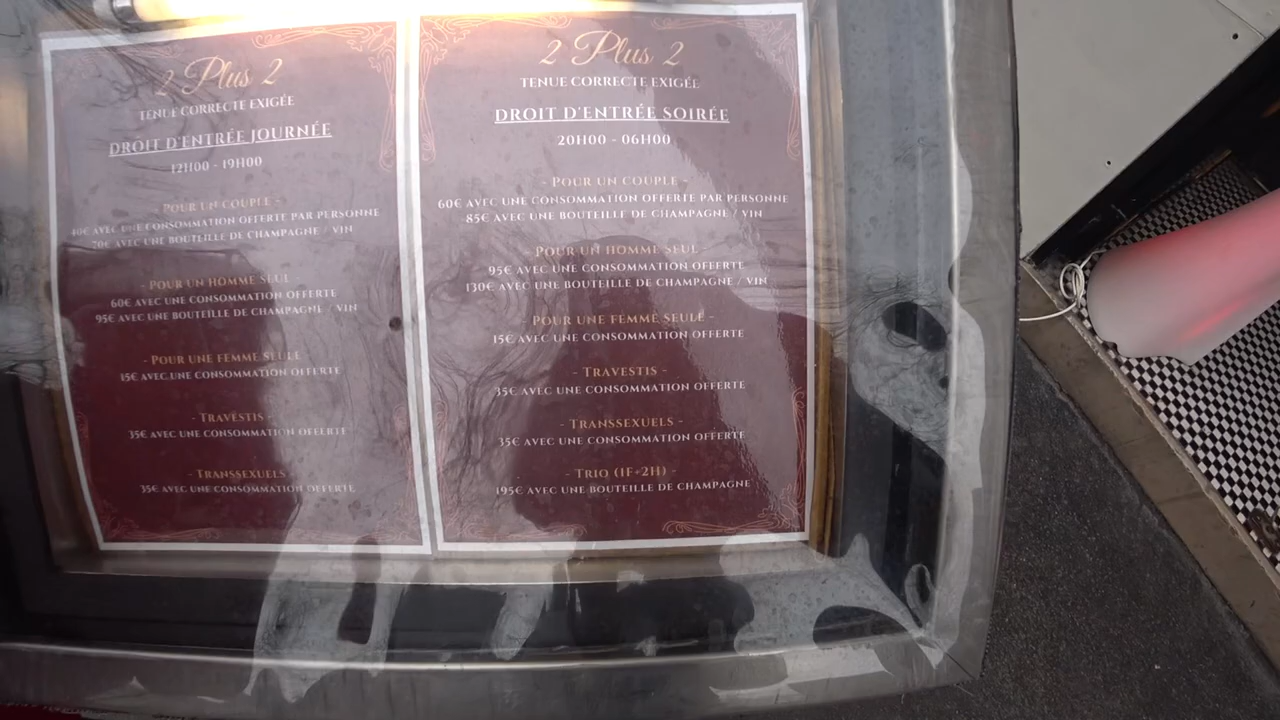 2 Plus 2
TENUE CORRECTE EXIGÉE
DROIT D'ENTRÉE JOURNÉE
12H00 - 19H00
- POUR UN COUPLE -
40€ AVEC UNE CONSOMMATION OFFERTE PAR PERSONNE
70€ AVEC UNE BOUTEILLE DE CHAMPAGNE / VIN
- POUR UN HOMME SEUL -
60€ AVEC UNE CONSOMMATION OFFERTE
95€ AVEC UNE BOUTEILLE DE CHAMPAGNE / VIN
- POUR UNE FEMME SEULE -
15€ AVEC UNE CONSOMMATION OFFERTE
- TRAVESTIS -
35€ AVEC UNE CONSOMMATION OFFERTE
- TRANSSEXUELS -
35€ AVEC UNE CONSOMMATION OFFERTE
2 Plus 2
TENUE CORRECTE EXIGÉE
DROIT D'ENTRÉE SOIRÉE
20H00 - 06H00
- POUR UN COUPLE -
60€ AVEC UNE CONSOMMATION OFFERTE PAR PERSONNE
85€ AVEC UNE BOUTEILLE DE CHAMPAGNE / VIN
- POUR UN HOMME SEUL -
95€ AVEC UNE CONSOMMATION OFFERTE
130€ AVEC UNE BOUTEILLE DE CHAMPAGNE / VIN
- POUR UNE FEMME SEULE -
15€ AVEC UNE CONSOMMATION OFFERTE
- TRAVESTIS -
35€ AVEC UNE CONSOMMATION OFFERTE
- TRANSSEXUELS -
35€ AVEC UNE CONSOMMATION OFFERTE
- TRIO (1F+2H) -
195€ AVEC UNE BOUTEILLE DE CHAMPAGNE